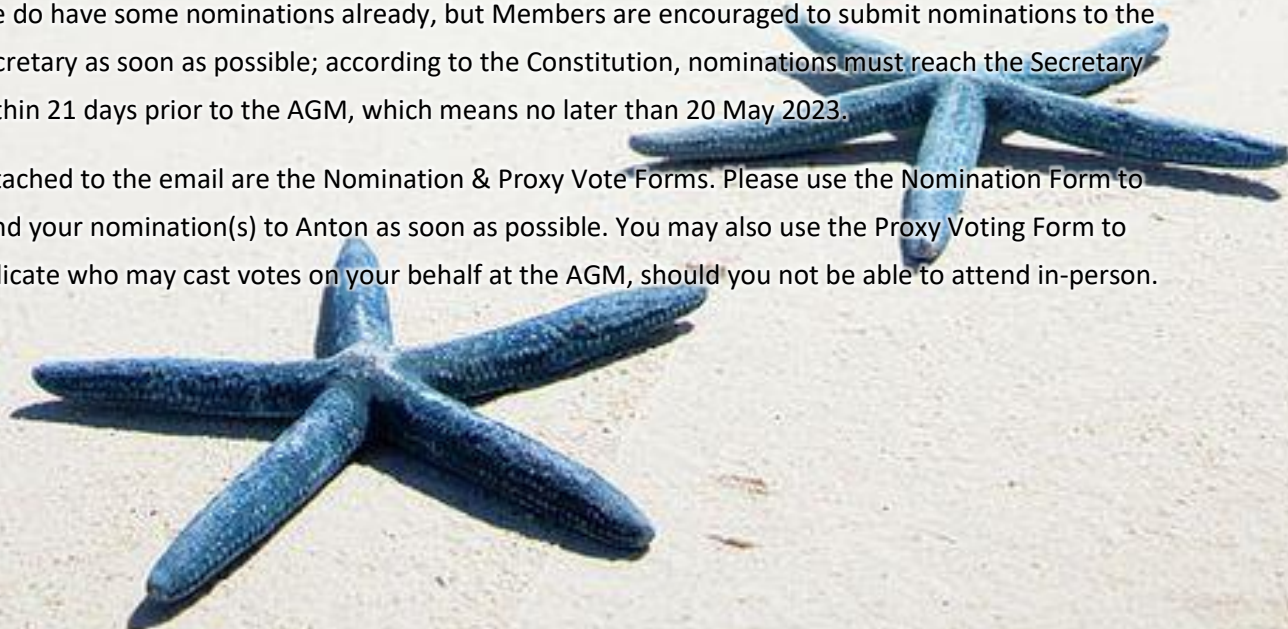 e do have some nominations already, but Members are encouraged to submit nominations to the
cretary as soon as possible; according to the Constitution, nominations must reach the Secretary
thin 21 days prior to the AGM, which means no later than 20 May 2023.
tached to the email are the Nomination & Proxy Vote Forms. Please use the Nomination Form to
nd your nomination(s) to Anton as soon as possible. You may also use the Proxy Voting Form to
dicate who may cast votes on your behalf at the AGM, should you not be able to attend in-person.